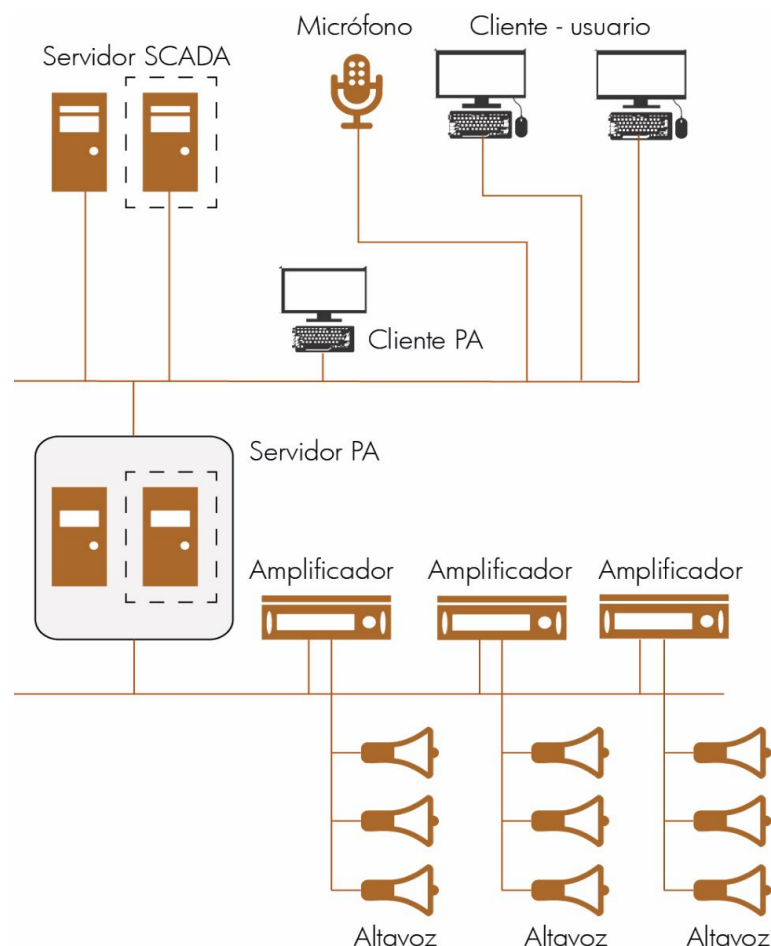 Micrófono
Cliente - usuario
Servidor SCADA
Cliente PA
Servidor PA
Amplificador
Amplificador
Amplificador
Altavoz
Altavoz
Altavoz